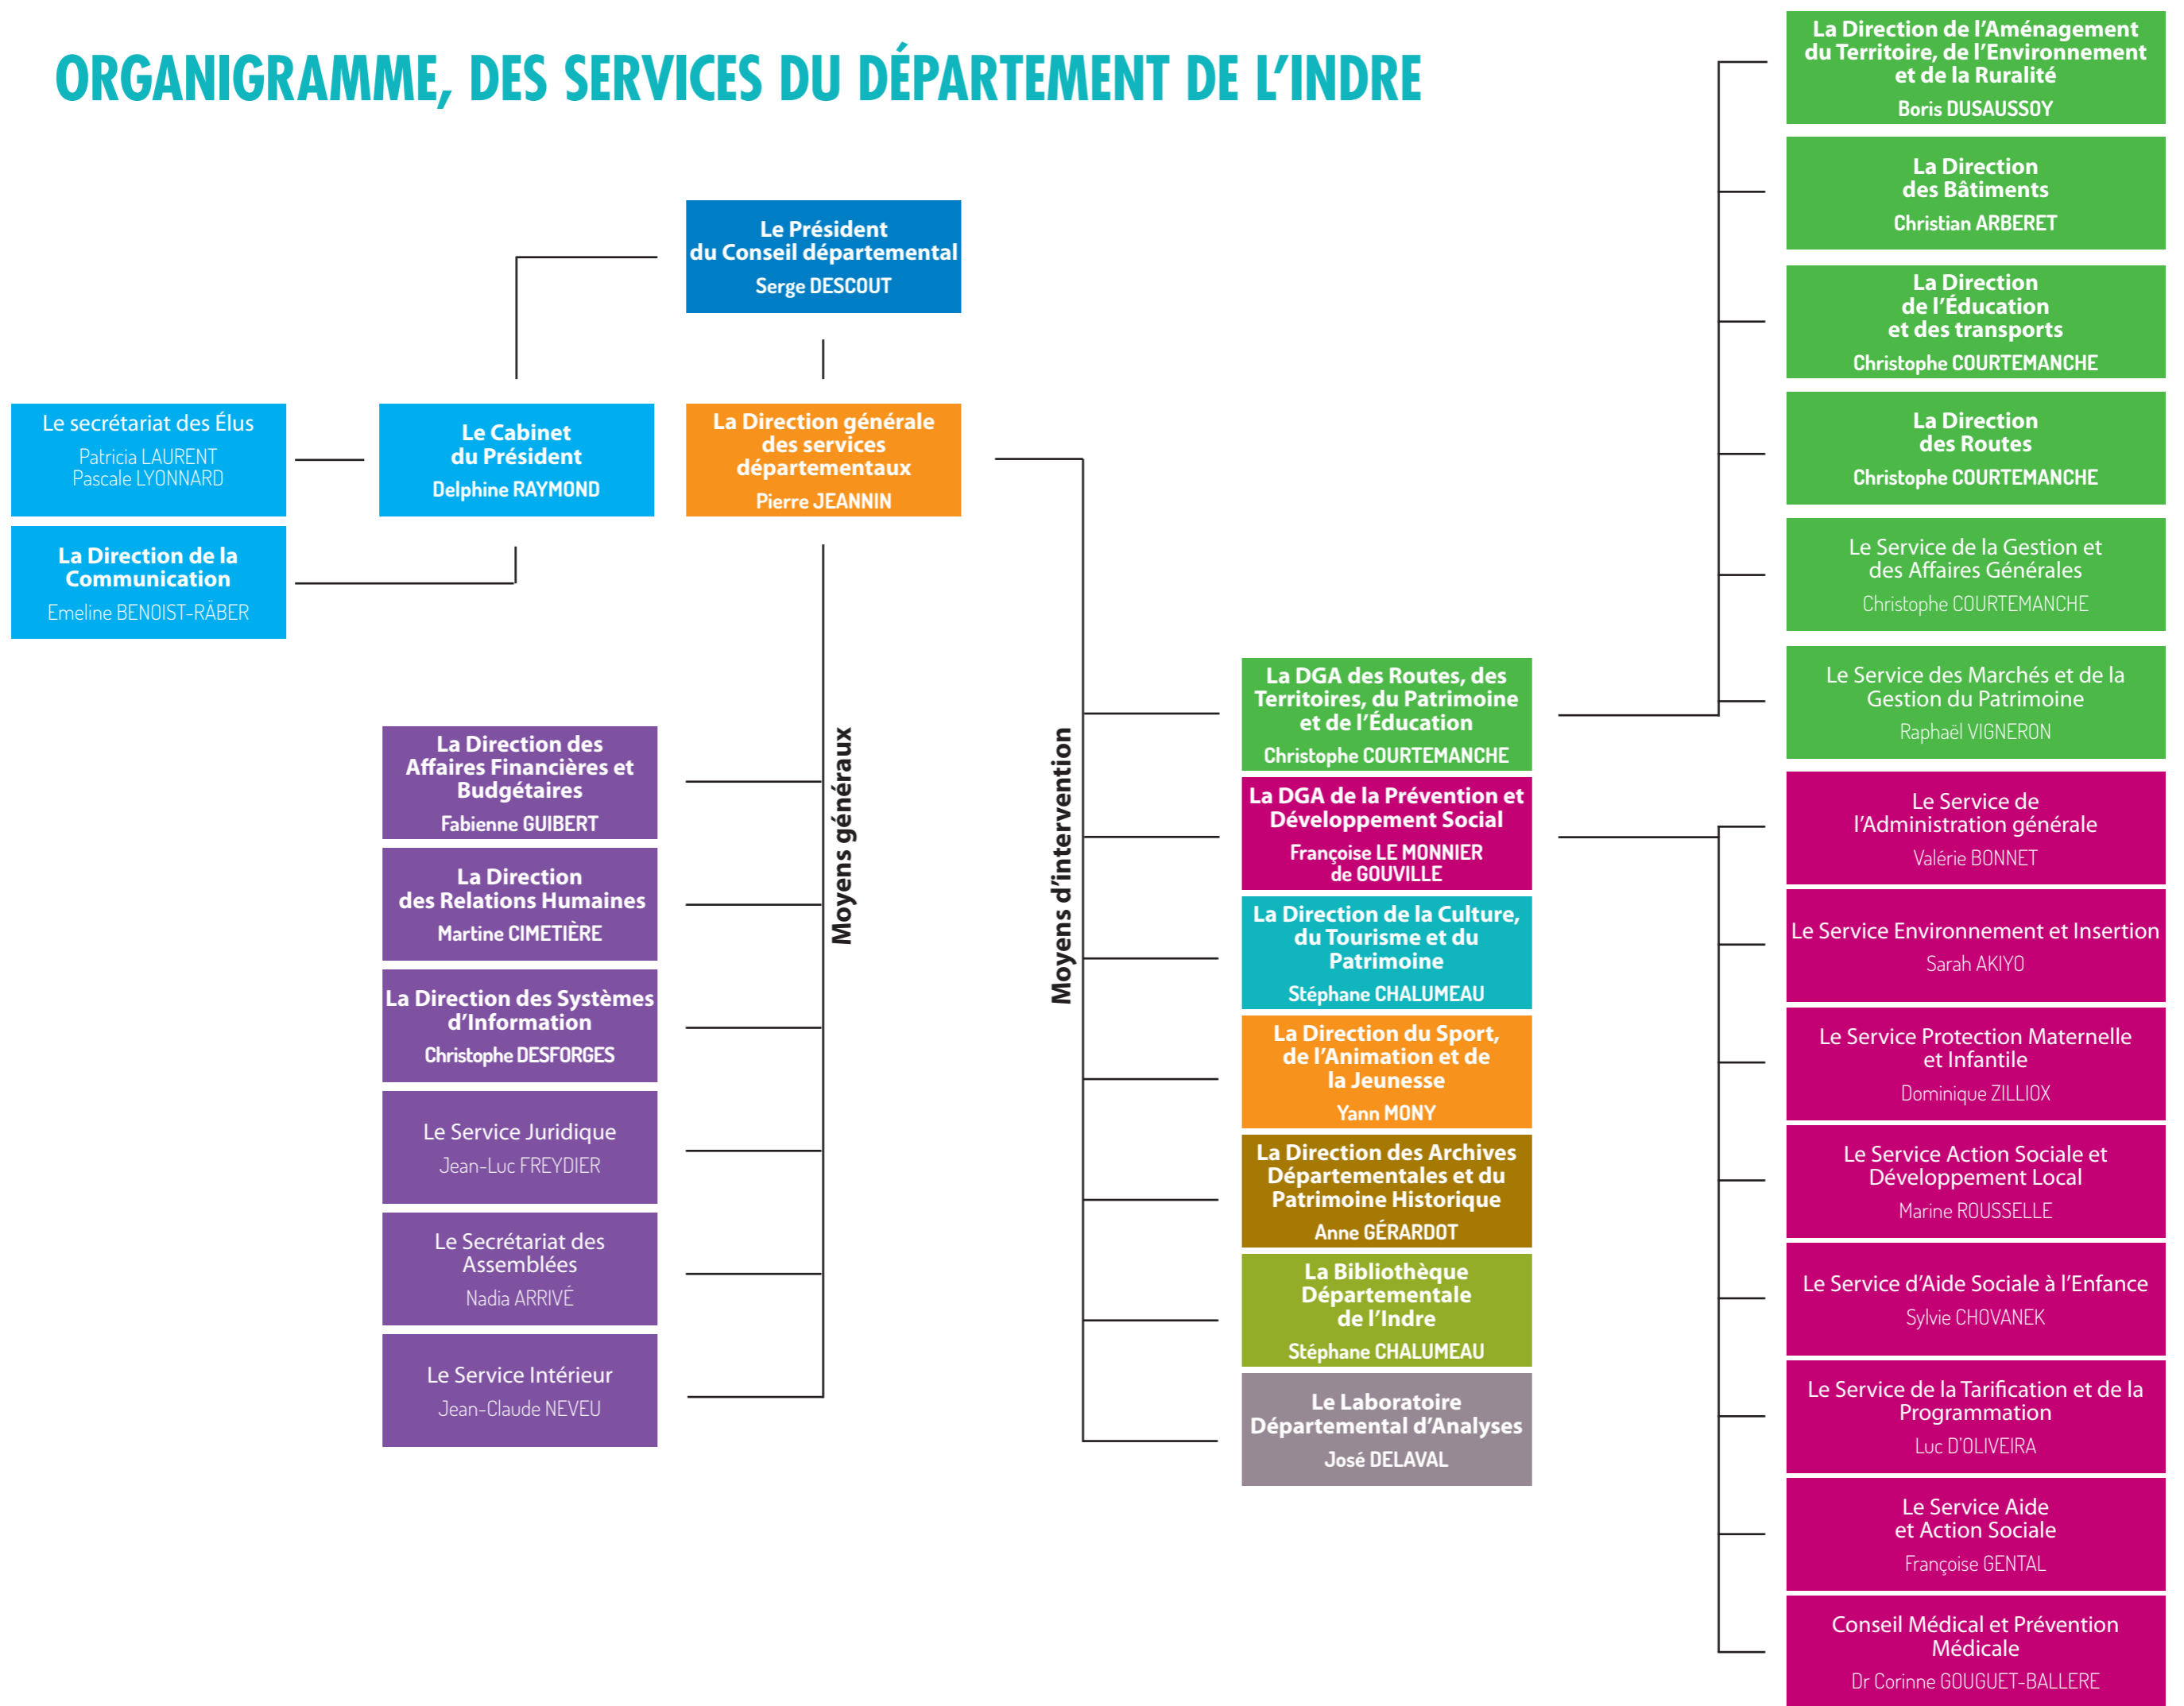 ORGANIGRAMME, DES SERVICES DU DÉPARTEMENT DE L'INDRE
Le Président
du Conseil départemental
Serge DESCOUT
Le secrétariat des Élus
Patricia LAURENT
Pascale LYONNARD
Le Cabinet
du Président
Delphine RAYMOND
La Direction générale
des services
départementaux
Pierre JEANNIN
La Direction de la
Communication
Emeline BENOIST-RÄBER
Moyens généraux
La Direction des
Affaires Financières et
Budgétaires
Fabienne GUIBERT
La Direction
des Relations Humaines
Martine CIMETIÈRE
La Direction des Systèmes
d'Information
Christophe DESFORGES
Le Service Juridique
Jean-Luc FREYDIER
Le Secrétariat des
Assemblées
Nadia ARRIVÉ
Le Service Intérieur
Jean-Claude NEVEU
Moyens d'intervention
La DGA des Routes, des
Territoires, du Patrimoine
et de l'Éducation
Christophe COURTEMANCHE
La DGA de la Prévention et
Développement Social
Françoise LE MONNIER
de GOUVILLE
La Direction de la Culture,
du Tourisme et du
Patrimoine
Stéphane CHALUMEAU
La Direction du Sport,
de l'Animation et de
la Jeunesse
Yann MONY
La Direction des Archives
Départementales et du
Patrimoine Historique
Anne GÉRARDOT
La Bibliothèque
Départementale
de l'Indre
Stéphane CHALUMEAU
Le Laboratoire
Départemental d'Analyses
José DELAVAL
La Direction de l'Aménagement
du Territoire, de l'Environnement
et de la Ruralité
Boris DUSAUSSOY
La Direction
des Bâtiments
Christian ARBERET
La Direction
de l'Éducation
et des transports
Christophe COURTEMANCHE
La Direction
des Routes
Christophe COURTEMANCHE
Le Service de la Gestion et
des Affaires Générales
Christophe COURTEMANCHE
Le Service des Marchés et de la
Gestion du Patrimoine
Raphaël VIGNERON
Le Service de
l'Administration générale
Valérie BONNET
Le Service Environnement et Insertion
Sarah AKIYO
Le Service Protection Maternelle
et Infantile
Dominique ZILLIOX
Le Service Action Sociale et
Développement Local
Marine ROUSSELLE
Le Service d'Aide Sociale à l'Enfance
Sylvie CHOVANEK
Le Service de la Tarification et de la
Programmation
Luc D'OLIVEIRA
Le Service Aide
et Action Sociale
Françoise GENTAL
Conseil Médical et Prévention
Médicale
Dr Corinne GOUGUET-BALLERE